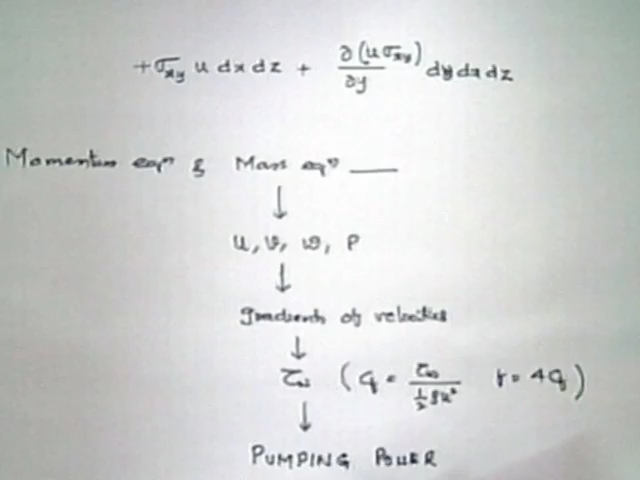 + σxy u dx dz + ∂(uσxy)/∂y dy dx dz
Momentum eqn & Mass eqn ___
↓
u, v, w, P
↓
gradients of velocities
↓
τw (Cf = τw / ½ρu² f = 4Cf)
↓
PUMPING POWER